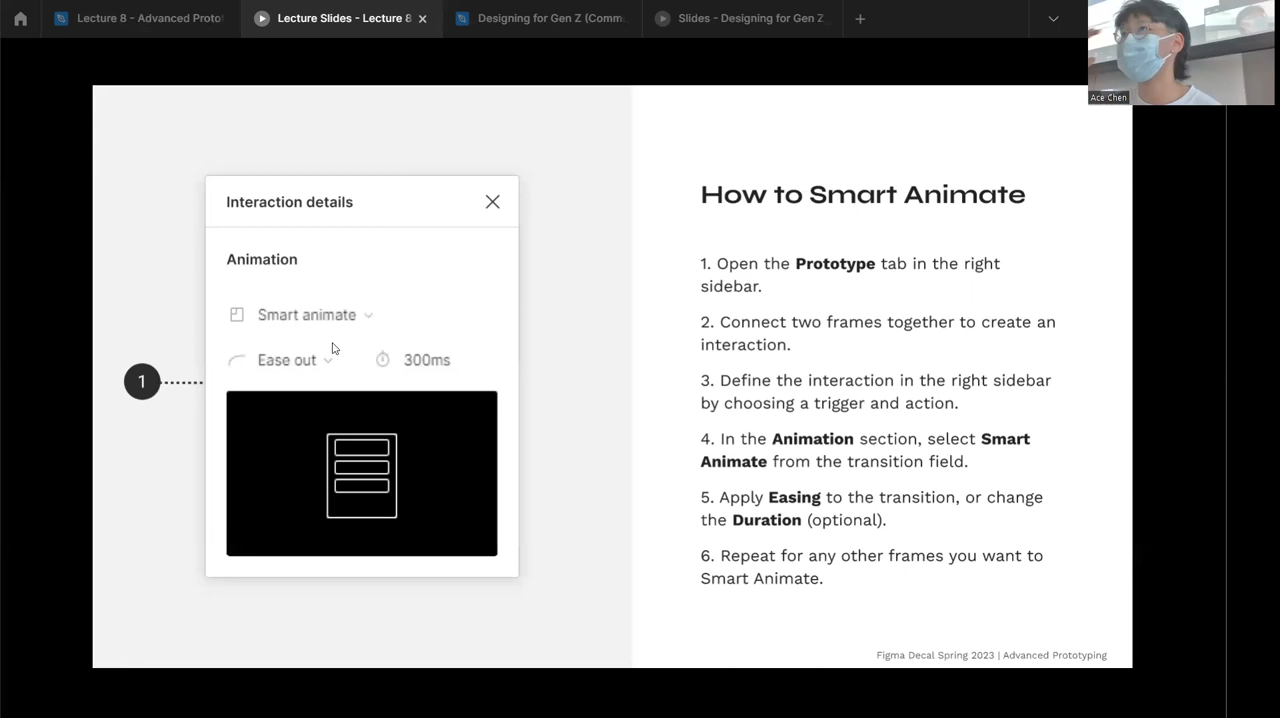 Lecture 8 - Advanced Proto
Lecture Slides - Lecture 8
Designing for Gen Z (Comm
Slides - Designing for Gen Z
Ace Chen
Interaction details
Animation
Smart animate
Ease out
300ms
1
How to Smart Animate
1. Open the Prototype tab in the right
sidebar.
2. Connect two frames together to create an
interaction.
3. Define the interaction in the right sidebar
by choosing a trigger and action.
4. In the Animation section, select Smart
Animate from the transition field.
5. Apply Easing to the transition, or change
the Duration (optional).
6. Repeat for any other frames you want to
Smart Animate.
Figma Decal Spring 2023 | Advanced Prototyping